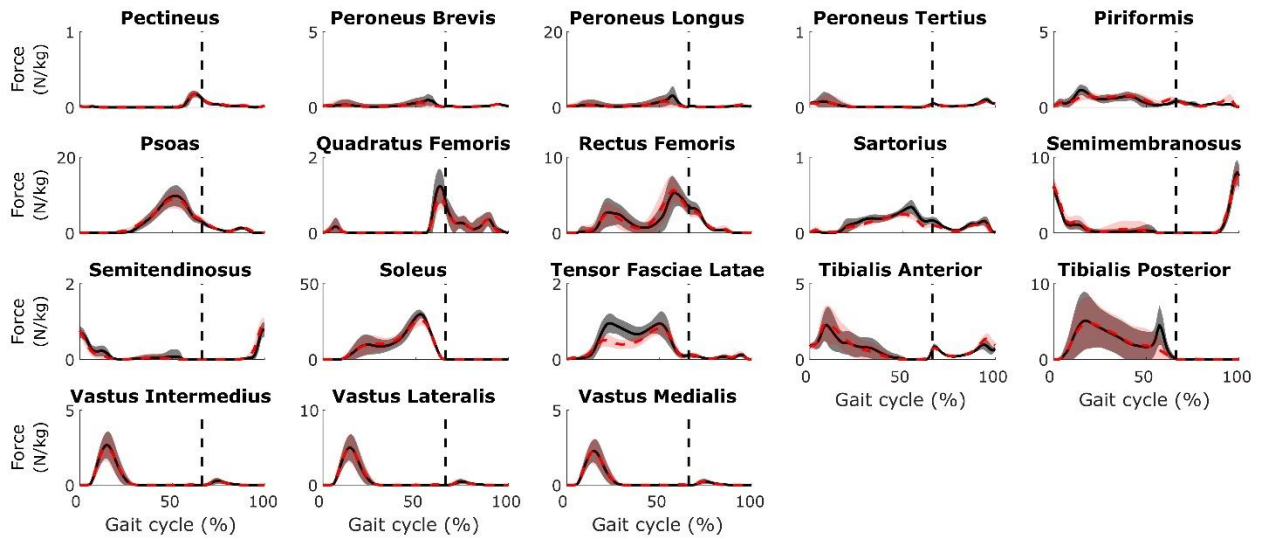 Pectineus
Peroneus Brevis
Peroneus Longus
Peroneus Tertius
Piriformis
1
5
20
1
5
Force
(N/kg)
0
0
0
0
0
Psoas
Quadratus Femoris
Rectus Femoris
Sartorius
Semimembranosus
20
2
10
1
10
Force
(N/kg)
0
0
0
0
0
Semitendinosus
Soleus
Tensor Fasciae Latae
Tibialis Anterior
Tibialis Posterior
2
50
2
5
10
Force
(N/kg)
0
0
0
0
0
0 50 100
0 50 100
Gait cycle (%)
Gait cycle (%)
Vastus Intermedius
Vastus Lateralis
Vastus Medialis
5
10
5
Force
(N/kg)
0
0
0
0 50 100
0 50 100
0 50 100
Gait cycle (%)
Gait cycle (%)
Gait cycle (%)